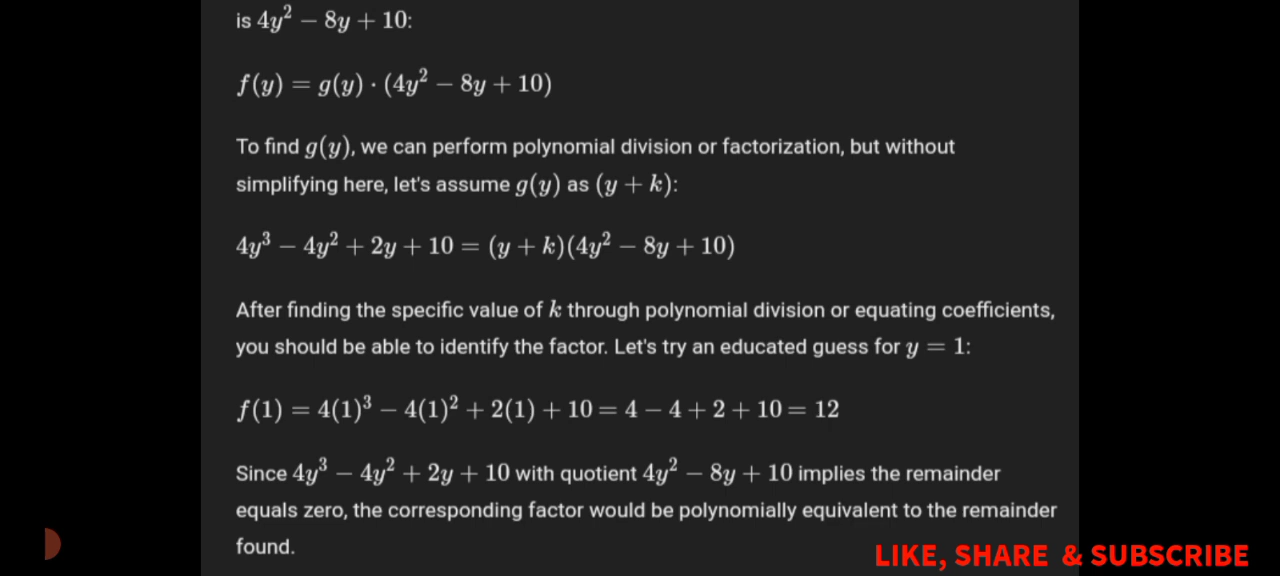 is 4y² − 8y + 10:
f(y) = g(y) · (4y² − 8y + 10)
To find g(y), we can perform polynomial division or factorization, but without
simplifying here, let's assume g(y) as (y + k):
4y³ − 4y² + 2y + 10 = (y + k)(4y² − 8y + 10)
After finding the specific value of k through polynomial division or equating coefficients,
you should be able to identify the factor. Let's try an educated guess for y = 1:
f(1) = 4(1)³ − 4(1)² + 2(1) + 10 = 4 − 4 + 2 + 10 = 12
Since 4y³ − 4y² + 2y + 10 with quotient 4y² − 8y + 10 implies the remainder
equals zero, the corresponding factor would be polynomially equivalent to the remainder
found.
LIKE, SHARE & SUBSCRIBE